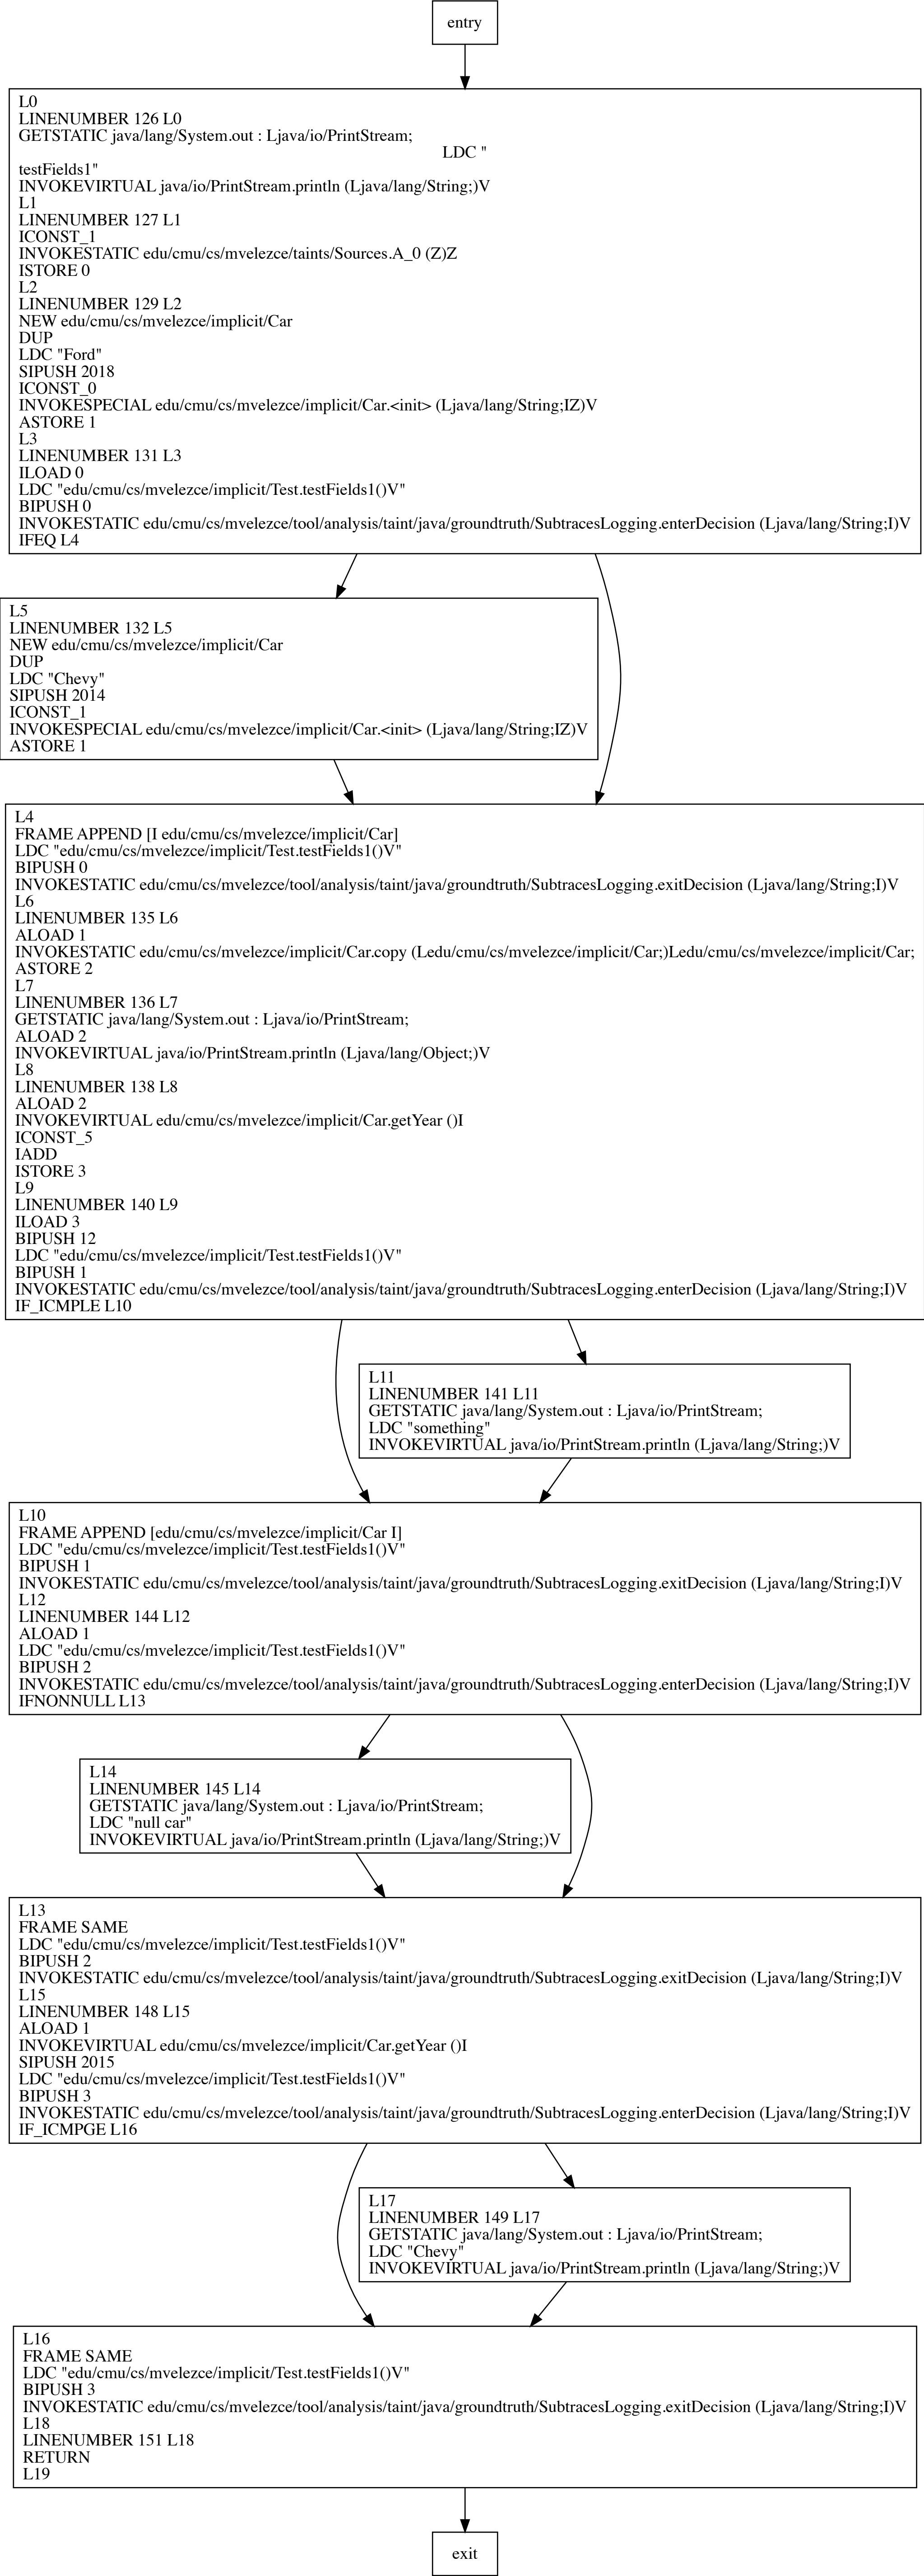 entry
L0
LINENUMBER 126 L0
GETSTATIC java/lang/System.out : Ljava/io/PrintStream;
LDC "
testFields1"
INVOKEVIRTUAL java/io/PrintStream.println (Ljava/lang/String;)V
L1
LINENUMBER 127 L1
ICONST_1
INVOKESTATIC edu/cmu/cs/mvelezce/taints/Sources.A_0 (Z)Z
ISTORE 0
L2
LINENUMBER 129 L2
NEW edu/cmu/cs/mvelezce/implicit/Car
DUP
LDC "Ford"
SIPUSH 2018
ICONST_0
INVOKESPECIAL edu/cmu/cs/mvelezce/implicit/Car.<init> (Ljava/lang/String;IZ)V
ASTORE 1
L3
LINENUMBER 131 L3
ILOAD 0
LDC "edu/cmu/cs/mvelezce/implicit/Test.testFields1()V"
BIPUSH 0
INVOKESTATIC edu/cmu/cs/mvelezce/tool/analysis/taint/java/groundtruth/SubtracesLogging.enterDecision (Ljava/lang/String;I)V
IFEQ L4
L5
LINENUMBER 132 L5
NEW edu/cmu/cs/mvelezce/implicit/Car
DUP
LDC "Chevy"
SIPUSH 2014
ICONST_1
INVOKESPECIAL edu/cmu/cs/mvelezce/implicit/Car.<init> (Ljava/lang/String;IZ)V
ASTORE 1
L4
FRAME APPEND [I edu/cmu/cs/mvelezce/implicit/Car]
LDC "edu/cmu/cs/mvelezce/implicit/Test.testFields1()V"
BIPUSH 0
INVOKESTATIC edu/cmu/cs/mvelezce/tool/analysis/taint/java/groundtruth/SubtracesLogging.exitDecision (Ljava/lang/String;I)V
L6
LINENUMBER 135 L6
ALOAD 1
INVOKESTATIC edu/cmu/cs/mvelezce/implicit/Car.copy (Ledu/cmu/cs/mvelezce/implicit/Car;)Ledu/cmu/cs/mvelezce/implicit/Car;
ASTORE 2
L7
LINENUMBER 136 L7
GETSTATIC java/lang/System.out : Ljava/io/PrintStream;
ALOAD 2
INVOKEVIRTUAL java/io/PrintStream.println (Ljava/lang/Object;)V
L8
LINENUMBER 138 L8
ALOAD 2
INVOKEVIRTUAL edu/cmu/cs/mvelezce/implicit/Car.getYear ()I
ICONST_5
IADD
ISTORE 3
L9
LINENUMBER 140 L9
ILOAD 3
BIPUSH 12
LDC "edu/cmu/cs/mvelezce/implicit/Test.testFields1()V"
BIPUSH 1
INVOKESTATIC edu/cmu/cs/mvelezce/tool/analysis/taint/java/groundtruth/SubtracesLogging.enterDecision (Ljava/lang/String;I)V
IF_ICMPLE L10
L11
LINENUMBER 141 L11
GETSTATIC java/lang/System.out : Ljava/io/PrintStream;
LDC "something"
INVOKEVIRTUAL java/io/PrintStream.println (Ljava/lang/String;)V
L10
FRAME APPEND [edu/cmu/cs/mvelezce/implicit/Car I]
LDC "edu/cmu/cs/mvelezce/implicit/Test.testFields1()V"
BIPUSH 1
INVOKESTATIC edu/cmu/cs/mvelezce/tool/analysis/taint/java/groundtruth/SubtracesLogging.exitDecision (Ljava/lang/String;I)V
L12
LINENUMBER 144 L12
ALOAD 1
LDC "edu/cmu/cs/mvelezce/implicit/Test.testFields1()V"
BIPUSH 2
INVOKESTATIC edu/cmu/cs/mvelezce/tool/analysis/taint/java/groundtruth/SubtracesLogging.enterDecision (Ljava/lang/String;I)V
IFNONNULL L13
L14
LINENUMBER 145 L14
GETSTATIC java/lang/System.out : Ljava/io/PrintStream;
LDC "null car"
INVOKEVIRTUAL java/io/PrintStream.println (Ljava/lang/String;)V
L13
FRAME SAME
LDC "edu/cmu/cs/mvelezce/implicit/Test.testFields1()V"
BIPUSH 2
INVOKESTATIC edu/cmu/cs/mvelezce/tool/analysis/taint/java/groundtruth/SubtracesLogging.exitDecision (Ljava/lang/String;I)V
L15
LINENUMBER 148 L15
ALOAD 1
INVOKEVIRTUAL edu/cmu/cs/mvelezce/implicit/Car.getYear ()I
SIPUSH 2015
LDC "edu/cmu/cs/mvelezce/implicit/Test.testFields1()V"
BIPUSH 3
INVOKESTATIC edu/cmu/cs/mvelezce/tool/analysis/taint/java/groundtruth/SubtracesLogging.enterDecision (Ljava/lang/String;I)V
IF_ICMPGE L16
L17
LINENUMBER 149 L17
GETSTATIC java/lang/System.out : Ljava/io/PrintStream;
LDC "Chevy"
INVOKEVIRTUAL java/io/PrintStream.println (Ljava/lang/String;)V
L16
FRAME SAME
LDC "edu/cmu/cs/mvelezce/implicit/Test.testFields1()V"
BIPUSH 3
INVOKESTATIC edu/cmu/cs/mvelezce/tool/analysis/taint/java/groundtruth/SubtracesLogging.exitDecision (Ljava/lang/String;I)V
L18
LINENUMBER 151 L18
RETURN
L19
exit